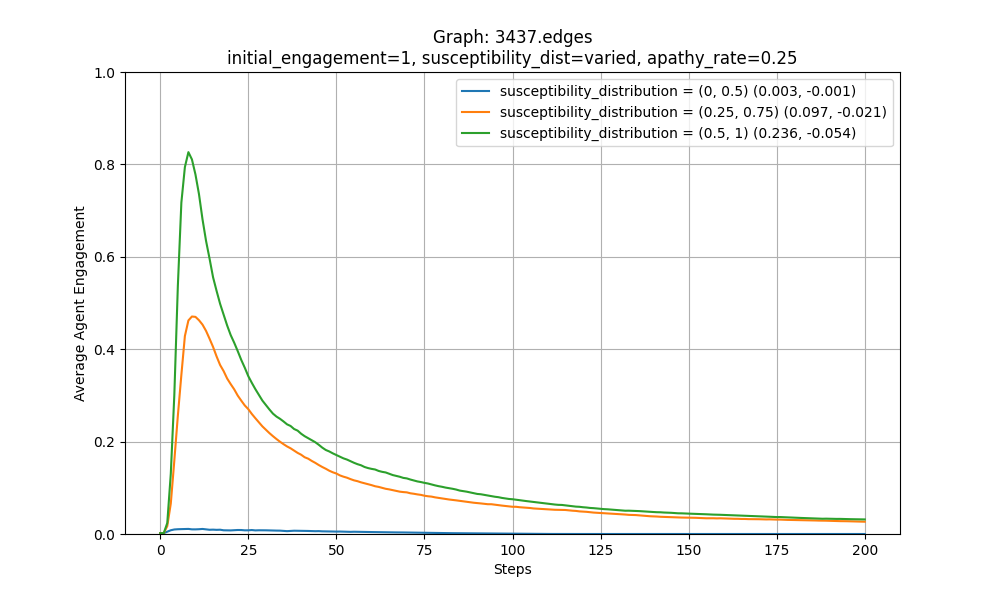 Graph: 3437.edges
initial_engagement=1, susceptibility_dist=varied, apathy_rate=0.25
susceptibility_distribution = (0, 0.5) (0.003, -0.001)
susceptibility_distribution = (0.25, 0.75) (0.097, -0.021)
susceptibility_distribution = (0.5, 1) (0.236, -0.054)
Average Agent Engagement
1.0
0.8
0.6
0.4
0.2
0.0
0 25 50 75 100 125 150 175 200
Steps